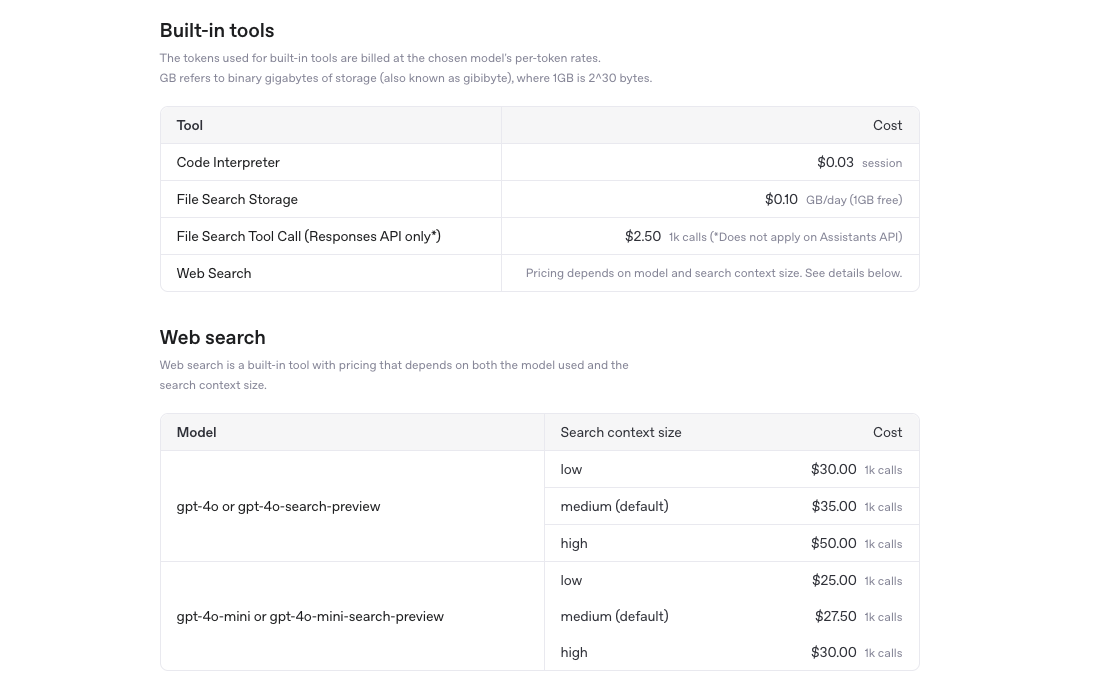 Built-in tools
The tokens used for built-in tools are billed at the chosen model's per-token rates.
GB refers to binary gigabytes of storage (also known as gibibyte), where 1GB is 2^30 bytes.
Tool Cost
Code Interpreter $0.03 session
File Search Storage $0.10 GB/day (1GB free)
File Search Tool Call (Responses API only*) $2.50 1k calls (*Does not apply on Assistants API)
Web Search Pricing depends on model and search context size. See details below.
Web search
Web search is a built-in tool with pricing that depends on both the model used and the
search context size.
Model Search context size Cost
low $30.00 1k calls
gpt-4o or gpt-4o-search-preview medium (default) $35.00 1k calls
high $50.00 1k calls
low $25.00 1k calls
gpt-4o-mini or gpt-4o-mini-search-preview medium (default) $27.50 1k calls
high $30.00 1k calls